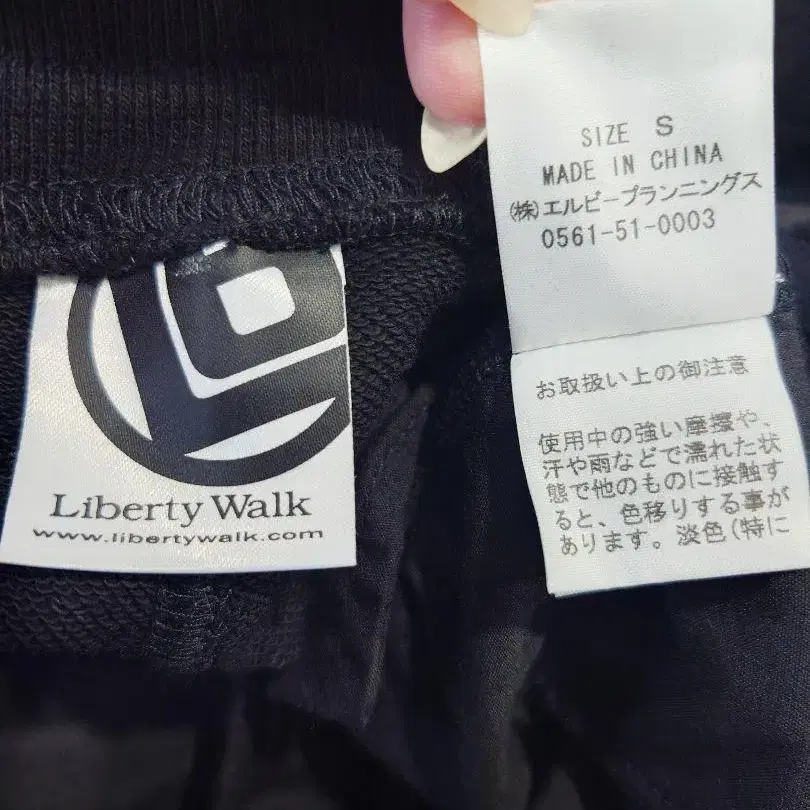 Liberty Walk
www.libertywalk.com
SIZE S
MADE IN CHINA
(株)エルビープランニングス
0561-51-0003
お取扱い上の御注意
使用中の強い摩擦や、
汗や雨などで濡れた状
態で他のものに接触す
ると、色移りする事が
あります。淡色(特に